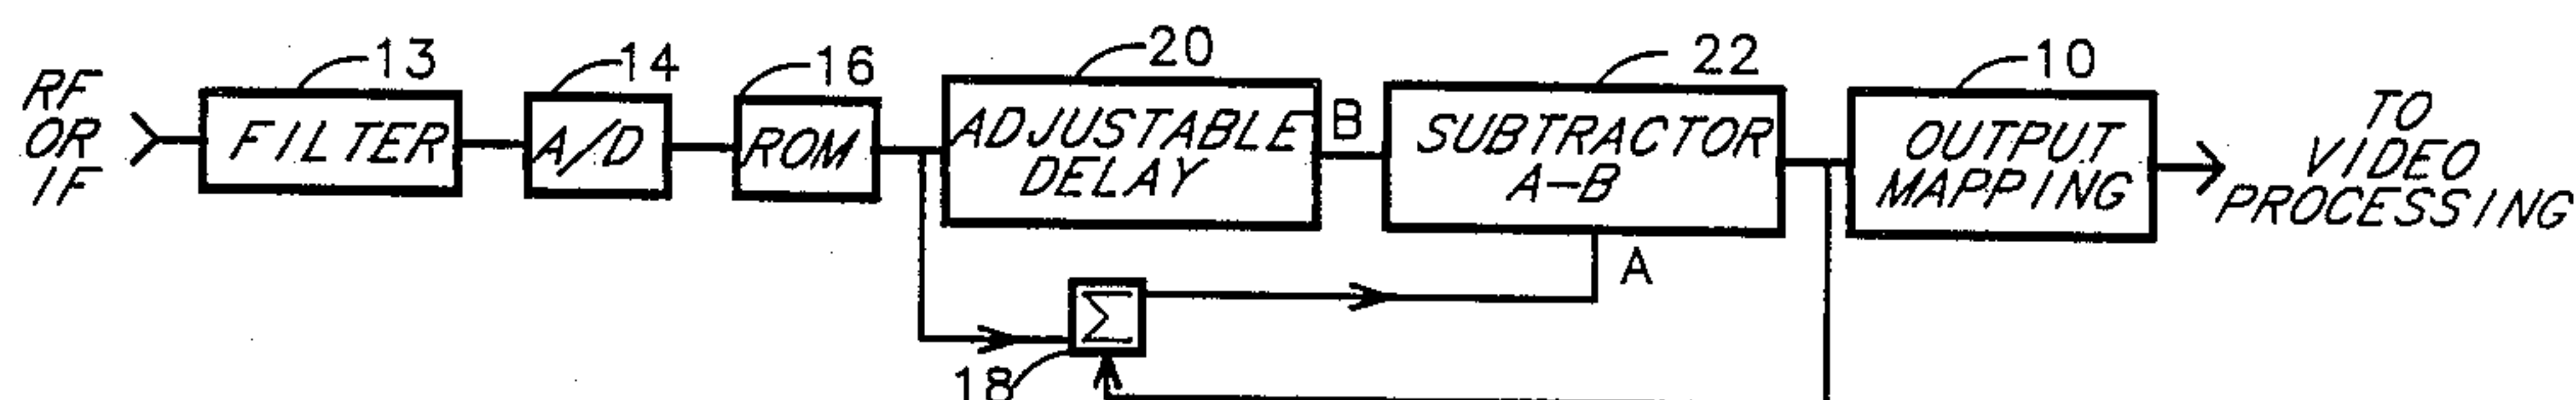 RF
OR
IF
13
FILTER
14
A/D
16
ROM
20
ADJUSTABLE
DELAY
B
22
SUBTRACTOR
A-B
A
10
OUTPUT
MAPPING
TO
VIDEO
PROCESSING
Σ
18